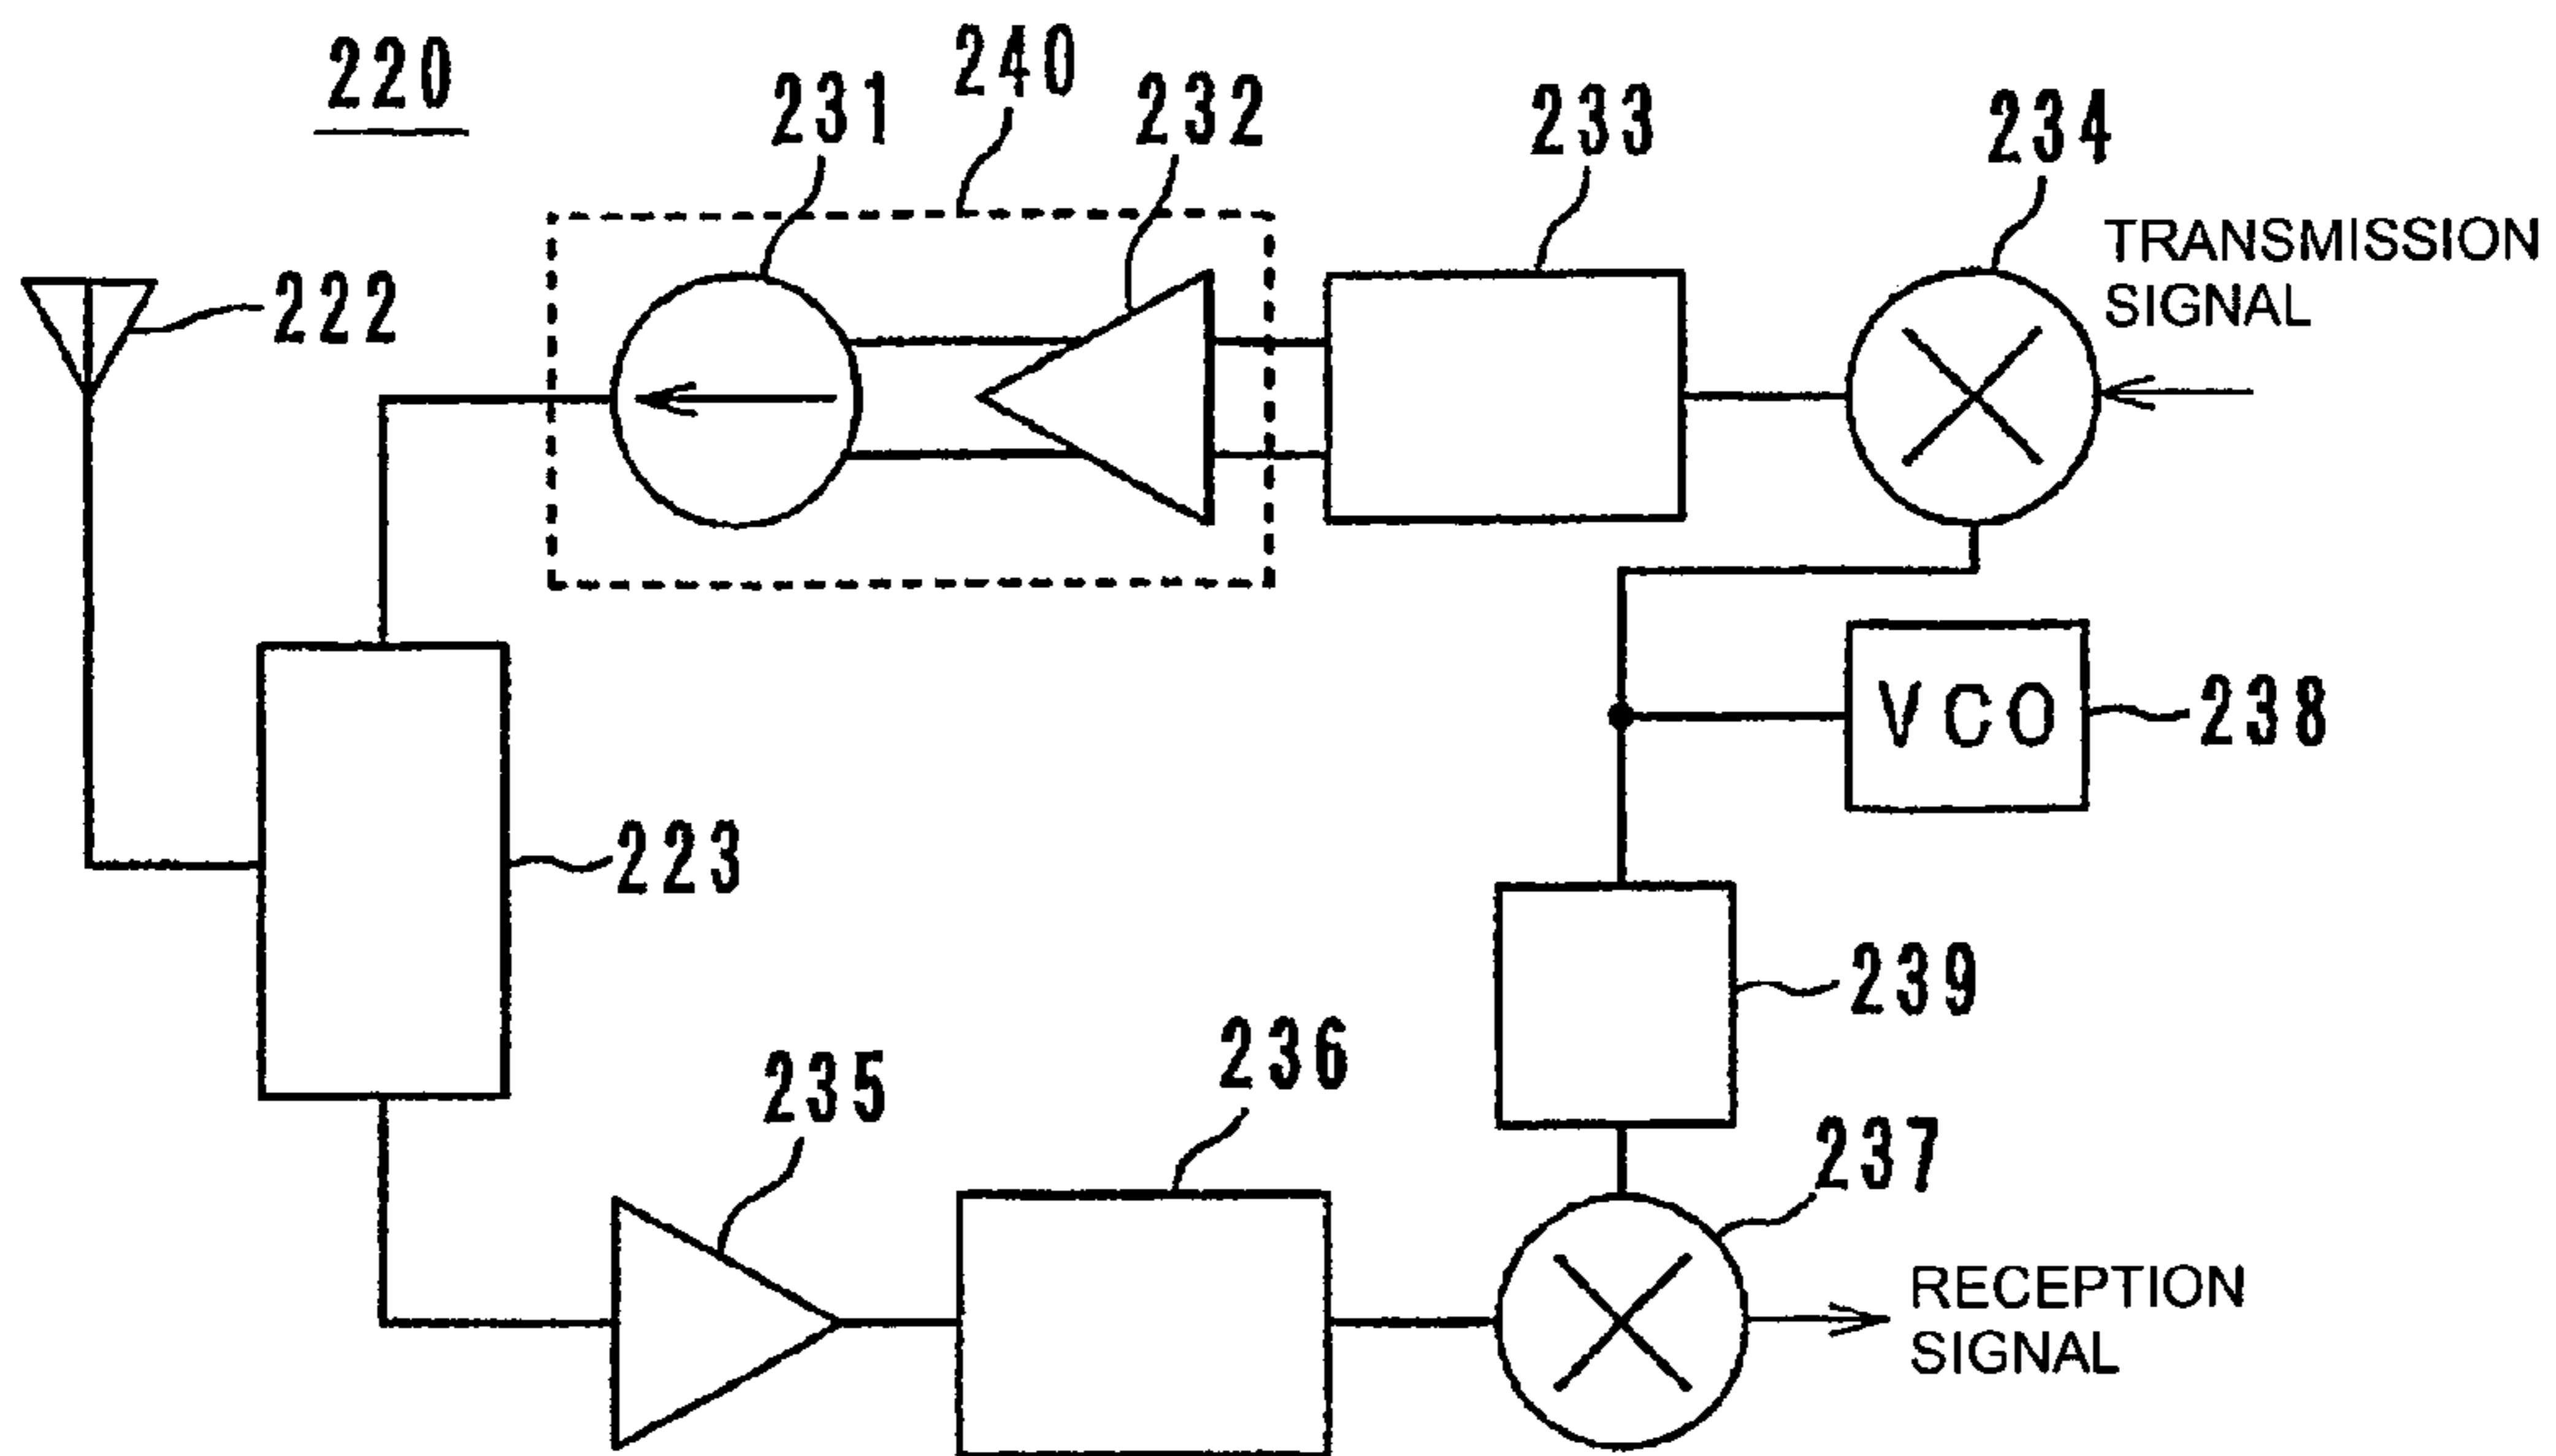 220
240
231
232
233
234
TRANSMISSION
SIGNAL
222
VCO
238
223
239
235
236
237
RECEPTION
SIGNAL